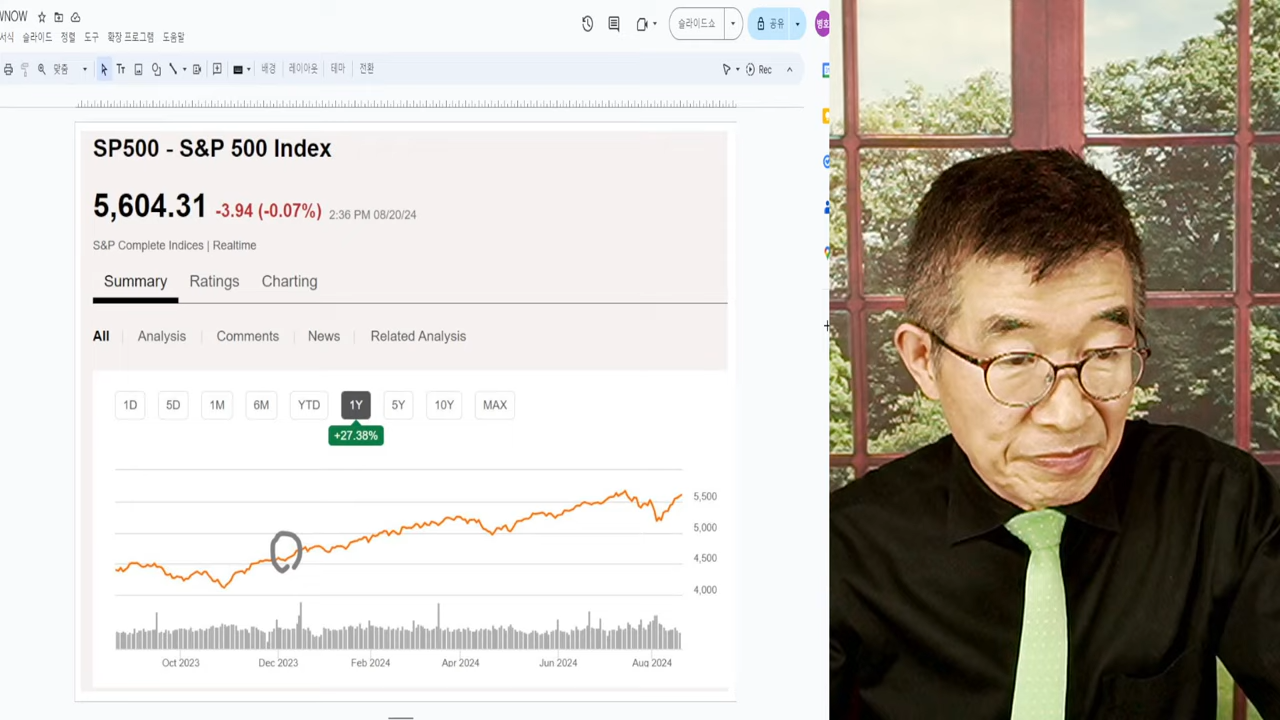 WNOW
슬라이드쇼
공유
병호
서식 슬라이드 정렬 도구 확장 프로그램 도움말
맞춤 Tт 배경 레이아웃 테마 전환 Rec
SP500 - S&P 500 Index
5,604.31 -3.94 (-0.07%) 2:36 PM 08/20/24
S&P Complete Indices | Realtime
Summary Ratings Charting
All Analysis Comments News Related Analysis
1D 5D 1M 6M YTD 1Y 5Y 10Y MAX
+27.38%
5,500
5,000
4,500
4,000
Oct 2023 Dec 2023 Feb 2024 Apr 2024 Jun 2024 Aug 2024